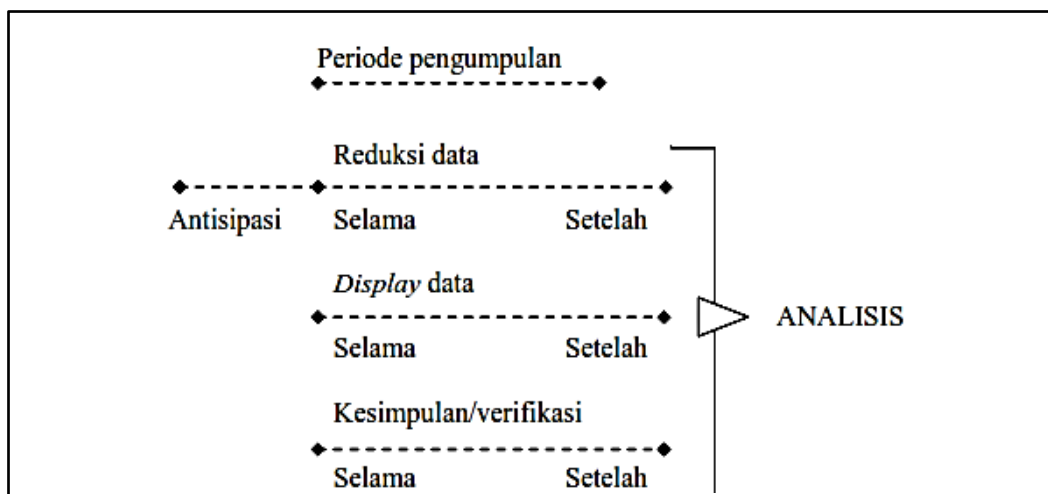 Periode pengumpulan
Reduksi data
Antisipasi Selama Setelah
Display data
Selama Setelah
ANALISIS
Kesimpulan/verifikasi
Selama Setelah